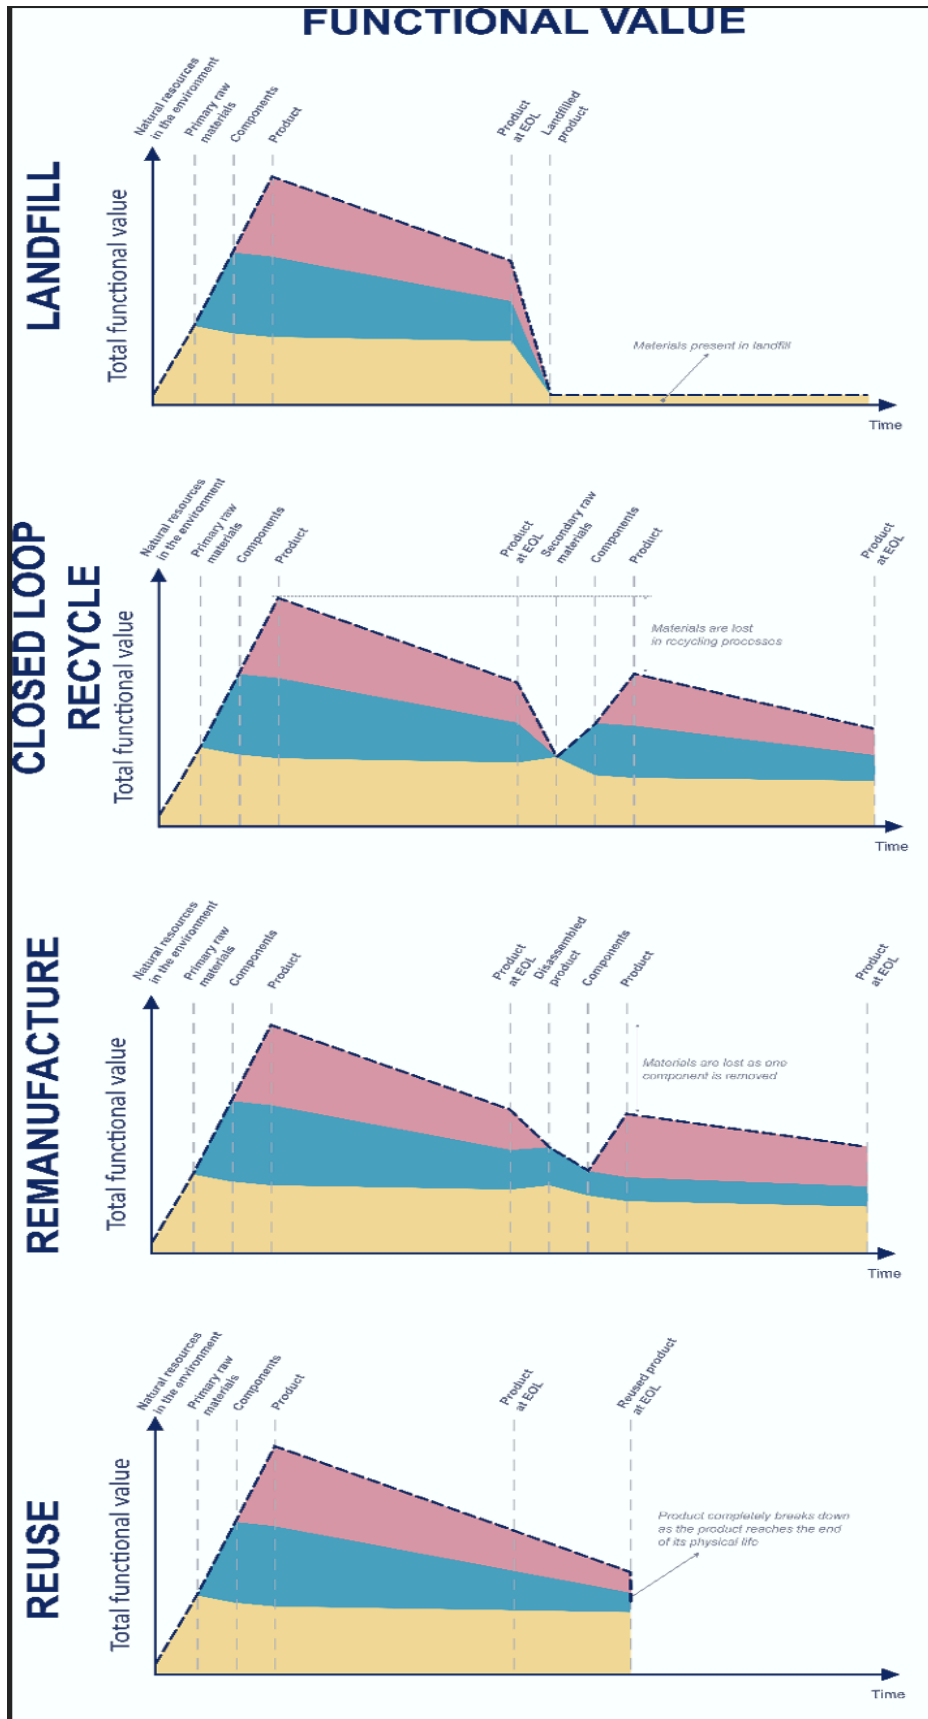 FUNCTIONAL VALUE
LANDFILL
Total functional value
Natural resources
in the environment
Primary raw
materials
Components
Product
Product
at EOL
Landfilled
product
Materials present in landfill
Time
CLOSED LOOP
RECYCLE
Total functional value
Natural resources
in the environment
Primary raw
materials
Components
Product
Product
at EOL
Secondary raw
materials
Components
Product
Product
at EOL
Materials are lost
in recycling processes
Time
REMANUFACTURE
Total functional value
Natural resources
in the environment
Primary raw
materials
Components
Product
Product
at EOL
Disassembled
product
Components
Product
Product
at EOL
Materials are lost as one
component is removed
Time
REUSE
Total functional value
Natural resources
in the environment
Primary raw
materials
Components
Product
Product
at EOL
Reused product
at EOL
Product completely breaks down
as the product reaches the end
of its physical life
Time